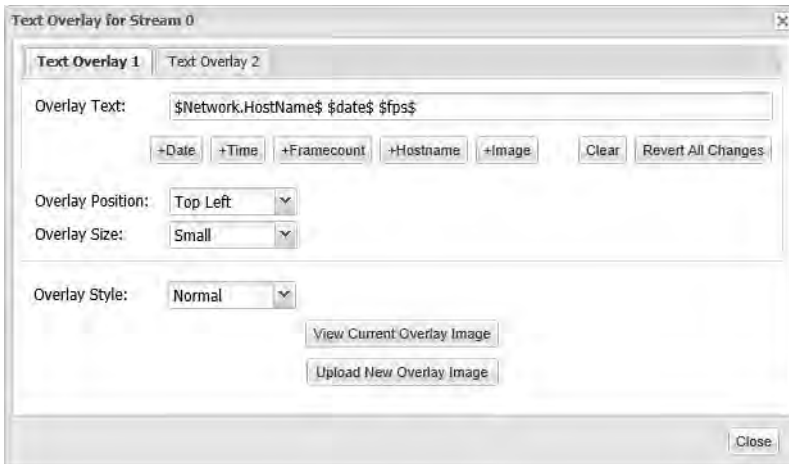 Text Overlay for Stream 0
Text Overlay 1 Text Overlay 2
Overlay Text: $Network.HostName$ $date$ $fps$
+Date +Time +Framecount +Hostname +Image Clear Revert All Changes
Overlay Position: Top Left
Overlay Size: Small
Overlay Style: Normal
View Current Overlay Image
Upload New Overlay Image
Close